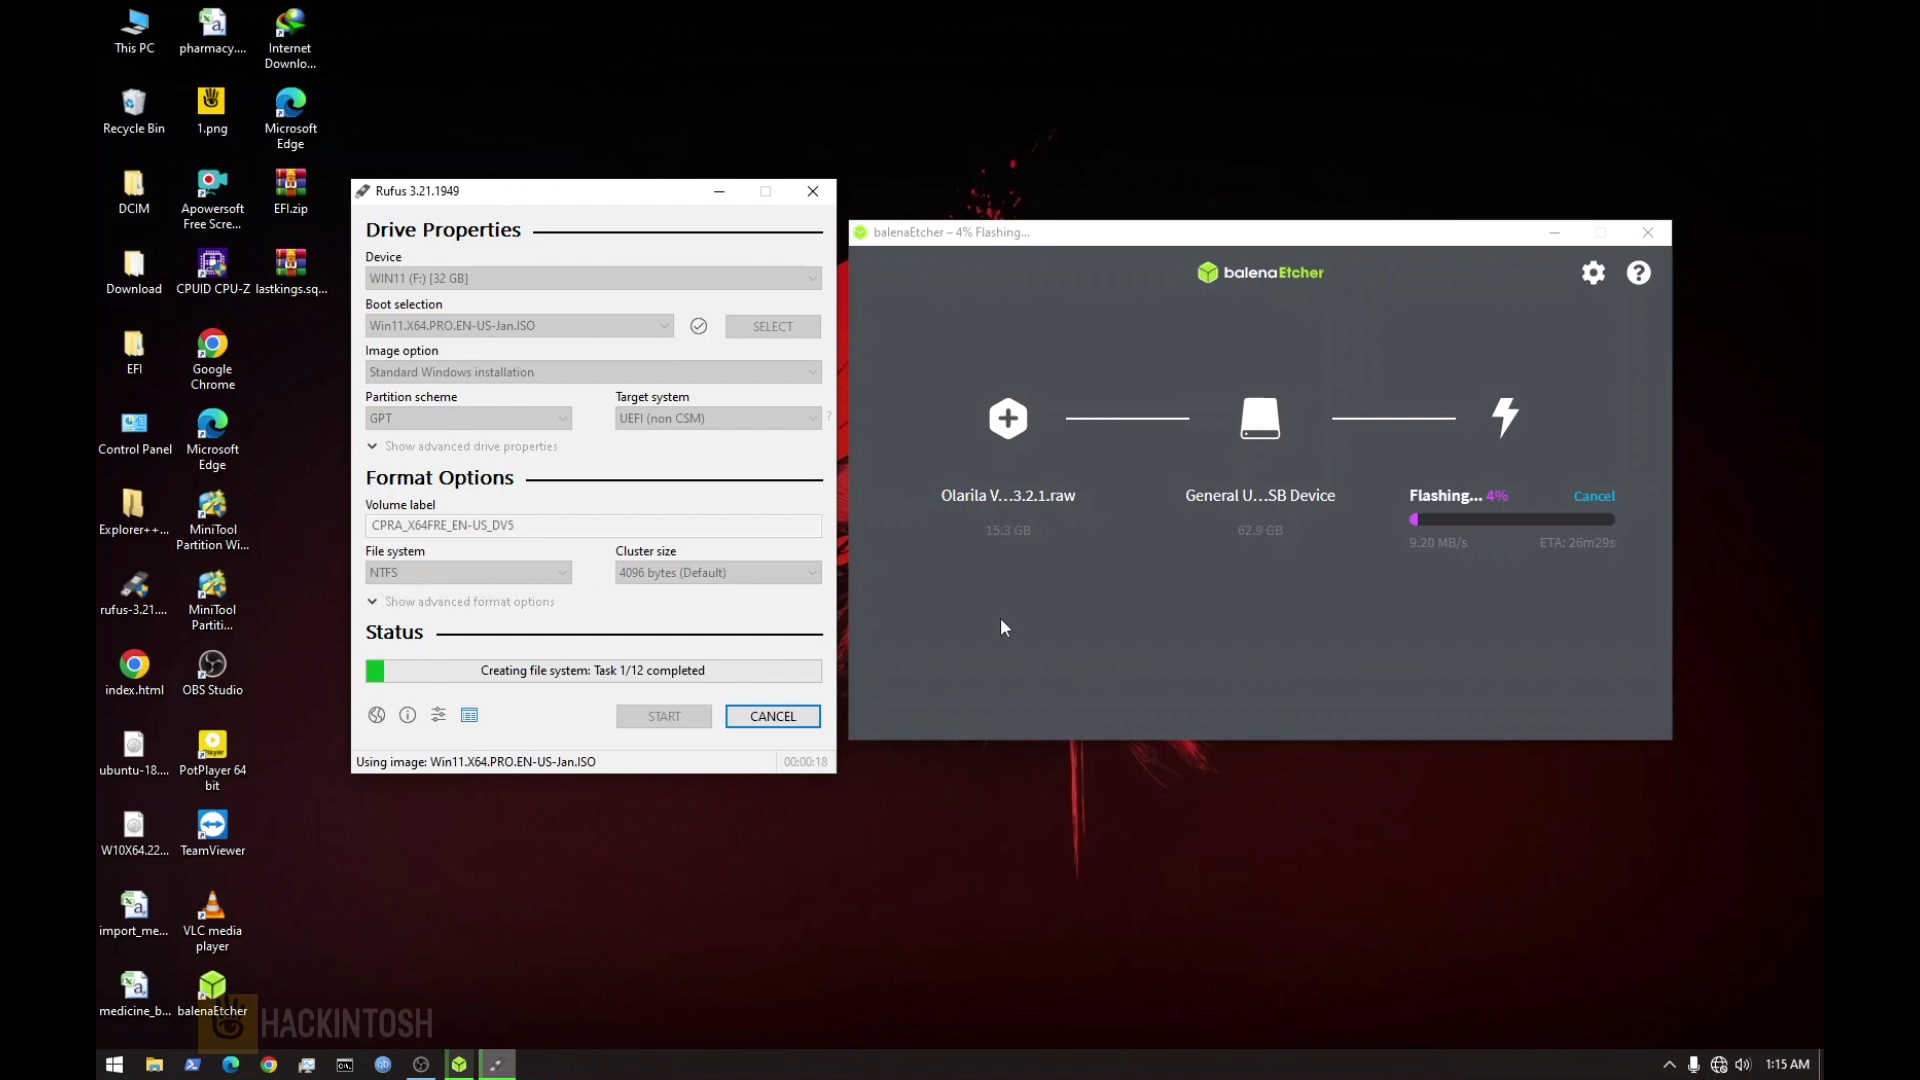 This PC
pharmacy....
Internet
Downlo...
Recycle Bin
1.png
Microsoft
Edge
DCIM
Apowersoft
Free Scre...
EFI.zip
Download
CPUID CPU-Z
lastkings.sq...
EFI
Google
Chrome
Control Panel
Microsoft
Edge
Explorer++...
MiniTool
Partition Wi...
rufus-3.21....
MiniTool
Partiti...
index.html
OBS Studio
ubuntu-18....
PotPlayer 64
bit
W10X64.22...
TeamViewer
import_me...
VLC media
player
medicine_b...
balenaEtcher
HACKINTOSH
Rufus 3.21.1949
Drive Properties
Device
WIN11 (F:) [32 GB]
Boot selection
Win11.X64.PRO.EN-US-Jan.ISO
SELECT
Image option
Standard Windows installation
Partition scheme
Target system
GPT
UEFI (non CSM)
?
Show advanced drive properties
Format Options
Volume label
CPRA_X64FRE_EN-US_DV5
File system
Cluster size
NTFS
4096 bytes (Default)
Show advanced format options
Status
Creating file system: Task 1/12 completed
START
CANCEL
Using image: Win11.X64.PRO.EN-US-Jan.ISO
00:00:18
balenaEtcher – 4% Flashing...
balenaEtcher
Olarila V...3.2.1.raw
15.3 GB
General U...SB Device
62.9 GB
Flashing... 4%
Cancel
9.20 MB/s
ETA: 26m29s
1:15 AM